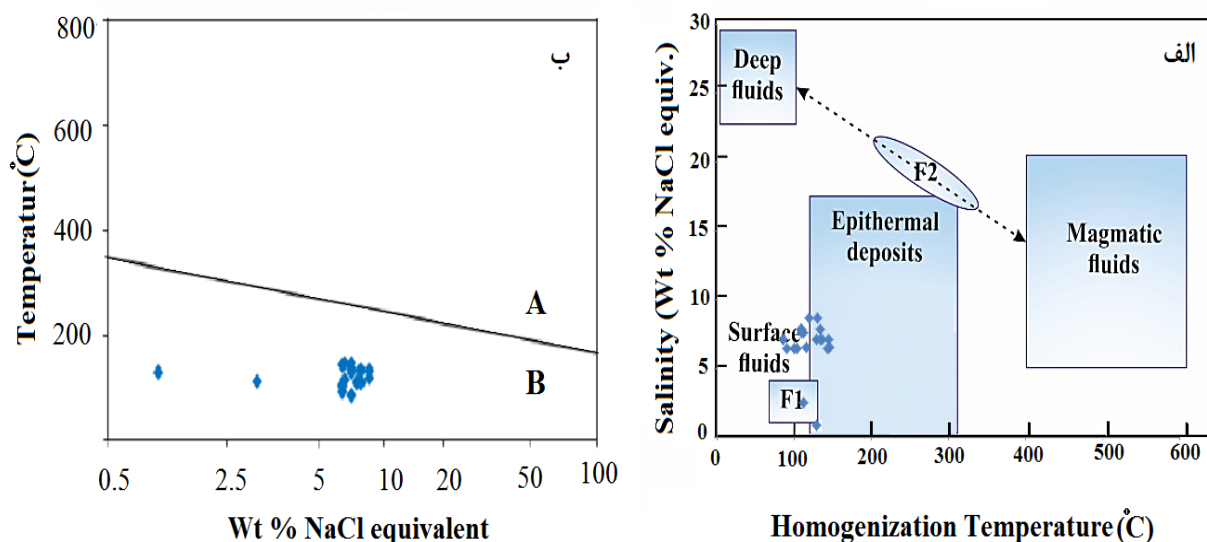 ب
800
600
400
200
Temperatur(°C)
A
B
0.5
2.5
5
10
20
50
100
Wt % NaCl equivalent
الف
30
25
20
15
10
5
0
Salinity (Wt % NaCl equiv.)
Deep
fluids
F2
Epithermal
deposits
Magmatic
fluids
Surface
fluids
F1
0
100
200
300
400
500
600
Homogenization Temperature(°C)